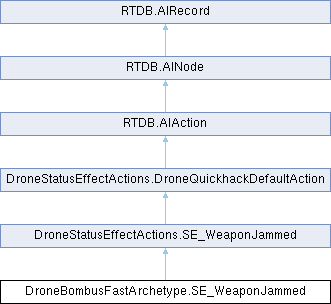 RTDB.AIRecord
RTDB.AINode
RTDB.AIAction
DroneStatusEffectActions.DroneQuickhackDefaultAction
DroneStatusEffectActions.SE_WeaponJammed
DroneBombusFastArchetype.SE_WeaponJammed